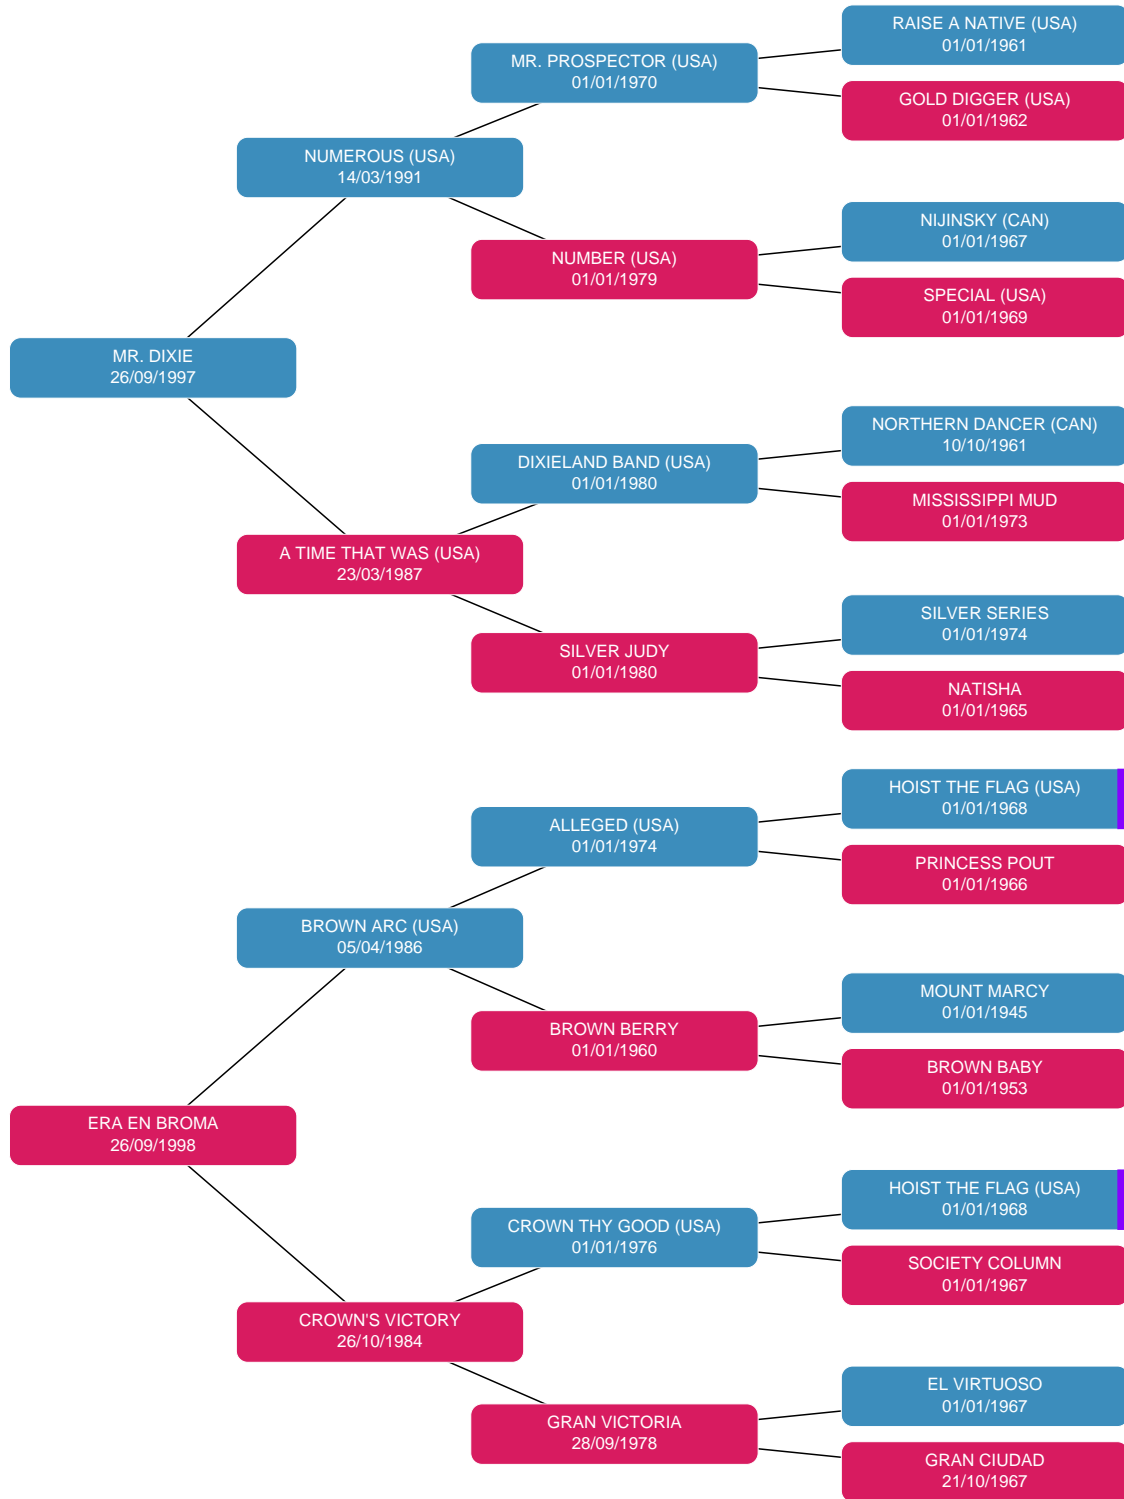 RAISE A NATIVE (USA)
01/01/1961
MR. PROSPECTOR (USA)
01/01/1970
GOLD DIGGER (USA)
01/01/1962
NUMEROUS (USA)
14/03/1991
NIJINSKY (CAN)
01/01/1967
NUMBER (USA)
01/01/1979
SPECIAL (USA)
01/01/1969
MR. DIXIE
26/09/1997
NORTHERN DANCER (CAN)
10/10/1961
DIXIELAND BAND (USA)
01/01/1980
MISSISSIPPI MUD
01/01/1973
A TIME THAT WAS (USA)
23/03/1987
SILVER SERIES
01/01/1974
SILVER JUDY
01/01/1980
NATISHA
01/01/1965
HOIST THE FLAG (USA)
01/01/1968
ALLEGED (USA)
01/01/1974
PRINCESS POUT
01/01/1966
BROWN ARC (USA)
05/04/1986
MOUNT MARCY
01/01/1945
BROWN BERRY
01/01/1960
BROWN BABY
01/01/1953
ERA EN BROMA
26/09/1998
HOIST THE FLAG (USA)
01/01/1968
CROWN THY GOOD (USA)
01/01/1976
SOCIETY COLUMN
01/01/1967
CROWN'S VICTORY
26/10/1984
EL VIRTUOSO
01/01/1967
GRAN VICTORIA
28/09/1978
GRAN CIUDAD
21/10/1967